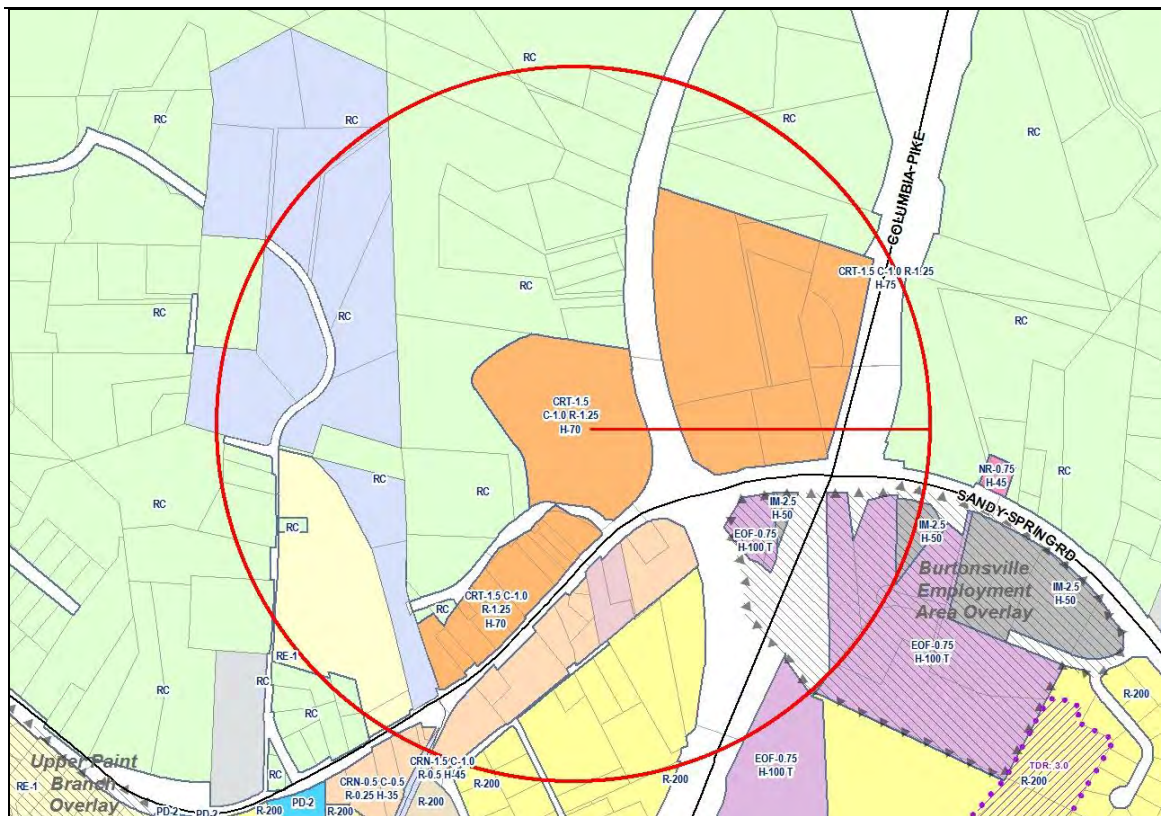 RC
RC
RC
RC
RC
COLUMBIA PIKE
CRT-1.5 C-1.0 R-1.25
H-75
RC
RC
RC
RC
CRT-1.5
C-1.0 R-1.25
H-70
RC
RC
RC
NR-0.75
H-45
RC
SANDY SPRING RD
IM-2.5
H-50
IM-2.5
H-50
EOF-0.75
H-100 T
RC
Burtonsville
Employment
Area Overlay
IM-2.5
H-50
CRT-1.5 C-1.0
R-1.25
H-70
RC
EOF-0.75
H-100 T
RE-1
RC
RC
RC
R-200
Upper Paint
Branch
Overlay
RE-1
RC
CRN-1.5 C-1.0
R-0.5 H-45
EOF-0.75
H-100 T
TDR: 3.0
R-200
CRN-0.5 C-0.5
R-0.25 H-35
R-200
R-200
R-200
PD-2
PD-2
PD-2
R-200
R-200